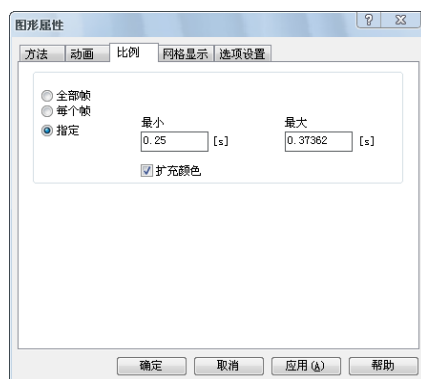 图形属性
方法 动画 比例 网格显示 选项设置
全部帧
每个帧
指定
最小 最大
0.25 [s] 0.37362 [s]
扩充颜色
确定 取消 应用(A) 帮助